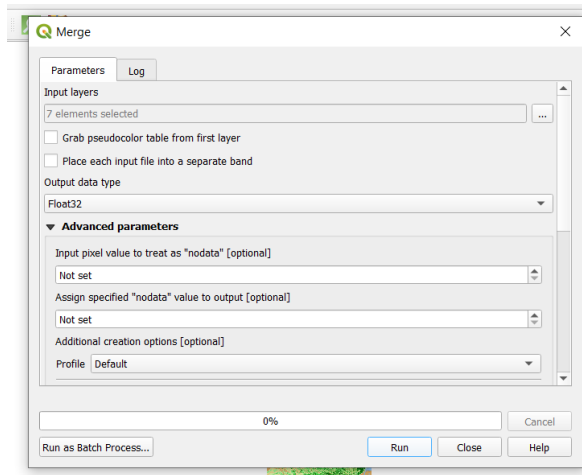 Merge
Parameters Log
Input layers
7 elements selected ...
Grab pseudocolor table from first layer
Place each input file into a separate band
Output data type
Float32
Advanced parameters
Input pixel value to treat as "nodata" [optional]
Not set
Assign specified "nodata" value to output [optional]
Not set
Additional creation options [optional]
Profile Default
0% Cancel
Run as Batch Process... Run Close Help